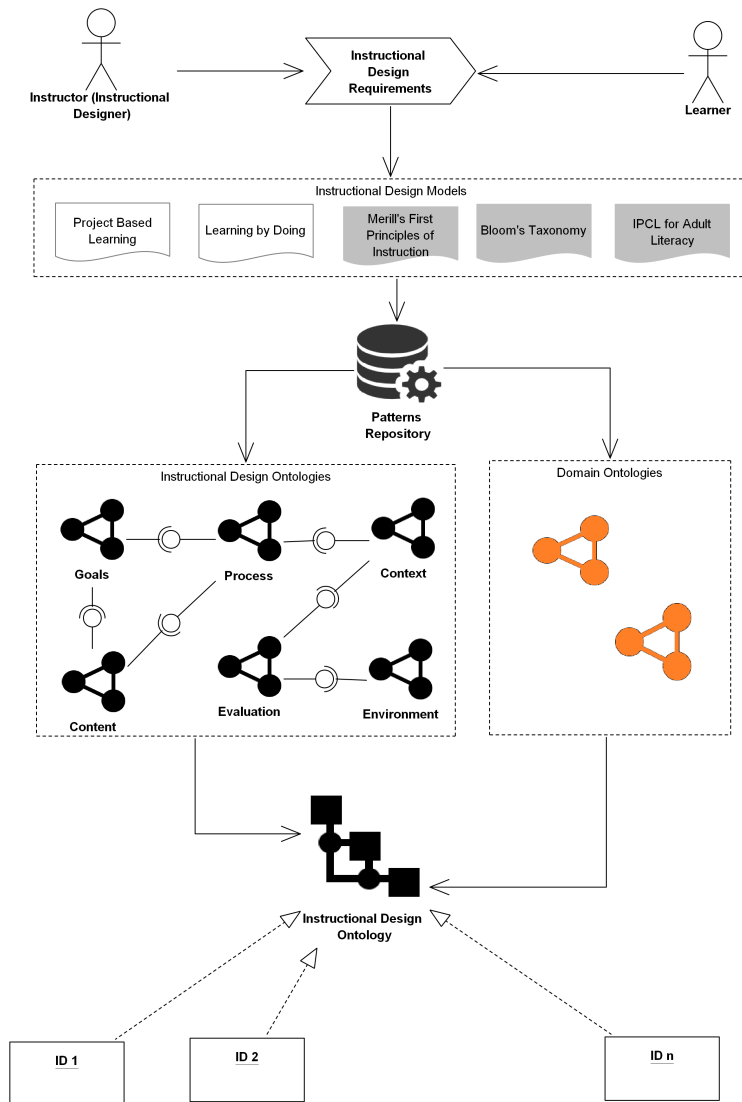 Instructional
Design
Requirements
Instructor (Instructional
Designer)
Learner
Instructional Design Models
Project Based
Learning
Learning by Doing
Merill's First
Principles of
Instruction
Bloom's Taxonomy
IPCL for Adult
Literacy
Patterns
Repository
Instructional Design Ontologies
Domain Ontologies
Goals
Process
Context
Content
Evaluation
Environment
Instructional Design
Ontology
ID 1
ID 2
ID n